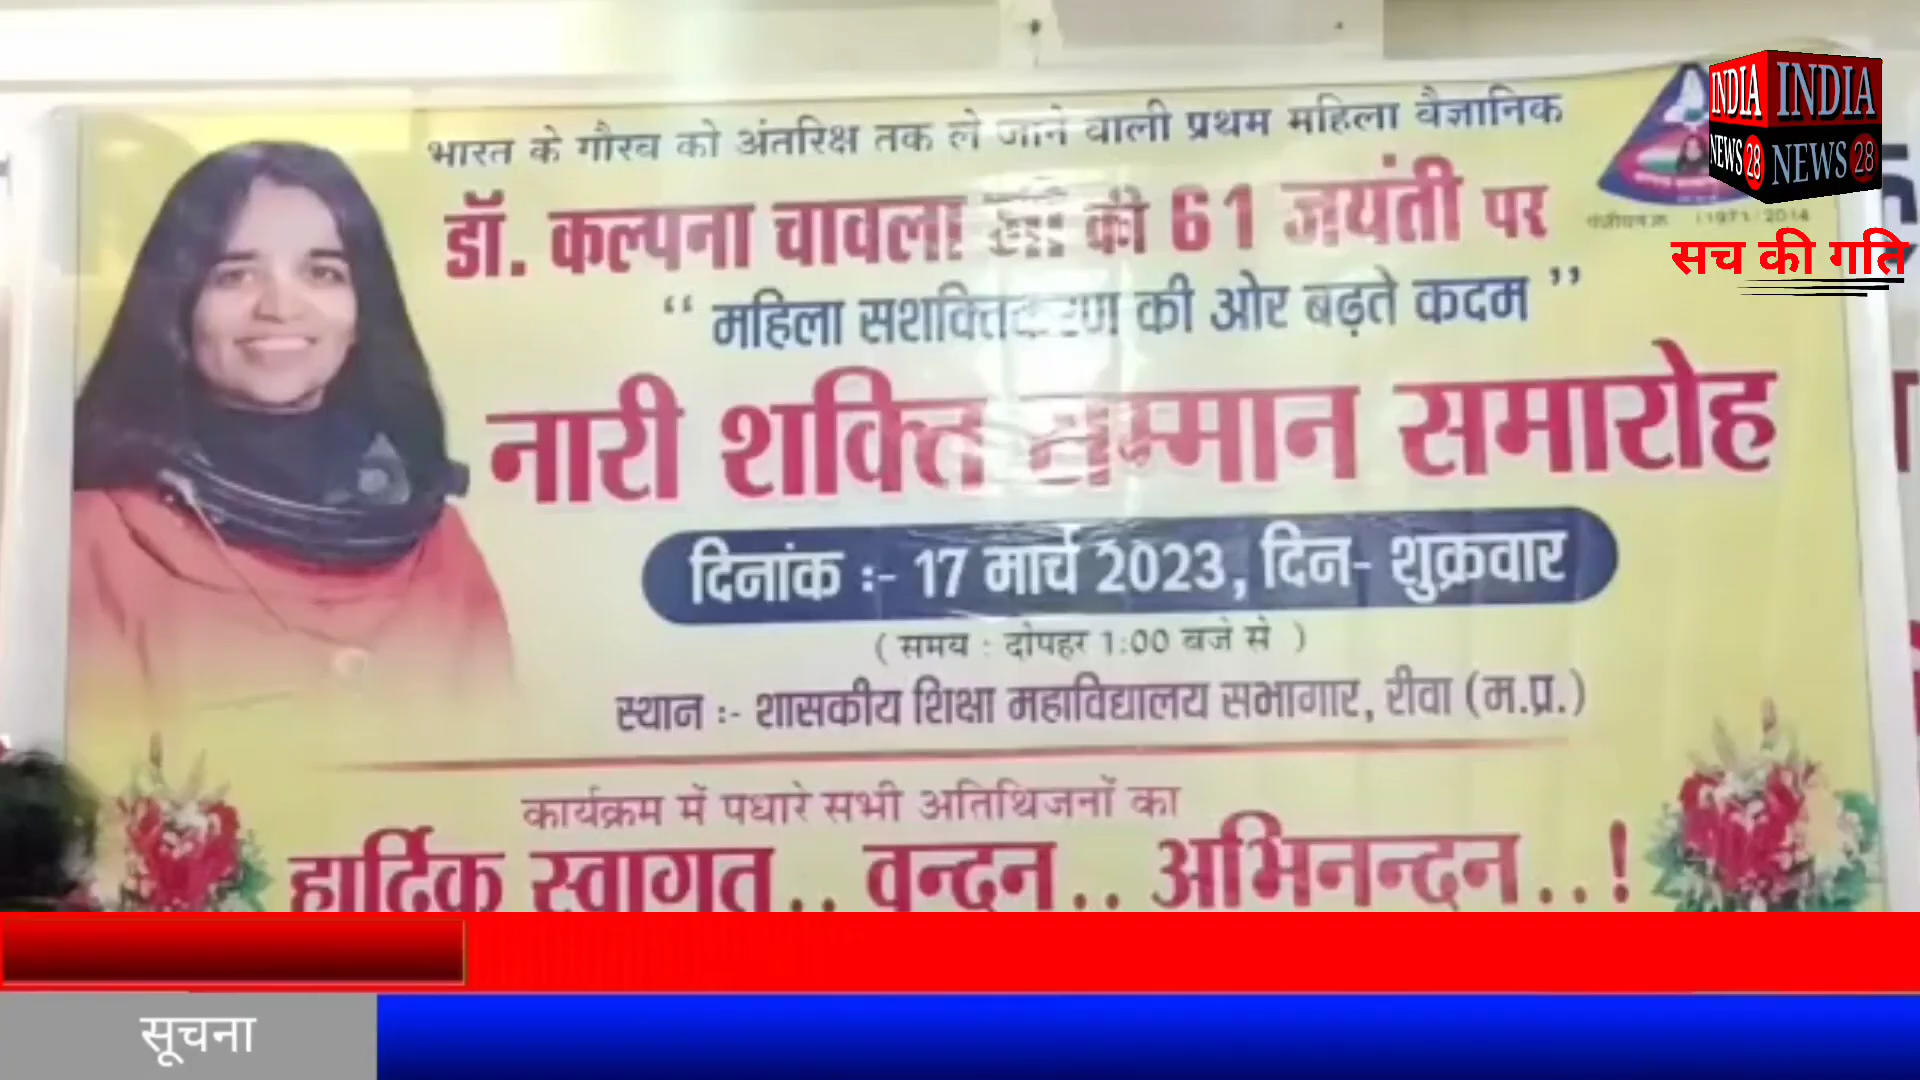 भारत के गौरव को अंतरिक्ष तक ले जाने वाली प्रथम महिला वैज्ञानिक
डॉ. कल्पना चावला जी की 61 जयंती पर
“ महिला सशक्तिकरण की ओर बढ़ते कदम ”
नारी शक्ति सम्मान समारोह
दिनांक :- 17 मार्च 2023, दिन- शुक्रवार
( समय : दोपहर 1:00 बजे से )
स्थान :- शासकीय शिक्षा महाविद्यालय सभागार, रीवा (म.प्र.)
कार्यक्रम में पधारे सभी अतिथिजनों का
हार्दिक स्वागत.. वन्दन.. अभिनन्दन..!
INDIA INDIA
NEWS 28 NEWS 28
सच की गति
सूचना